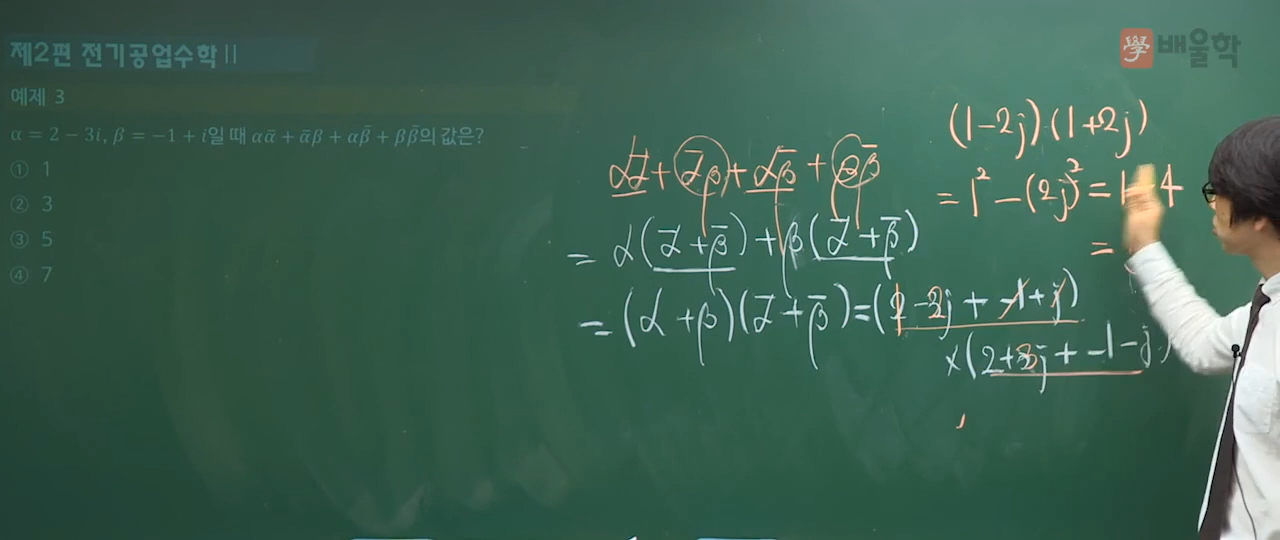 제2편 전기공업수학 II
學 배울학
예제 3
α = 2 − 3i, β = −1 + i일 때 αᾱ + ᾱβ + αβ̄ + ββ̄의 값은?
① 1
② 3
③ 5
④ 7
αᾱ + ᾱβ + αβ̄ + ββ̄
= α(ᾱ + β̄) + β(ᾱ + β̄)
= (α + β)(ᾱ + β̄) = (2 - 3j + -1 + j)
×(2 + 3j + -1 - j)
(1-2j)(1+2j)
= 1² - (2j)² = 1 4
=